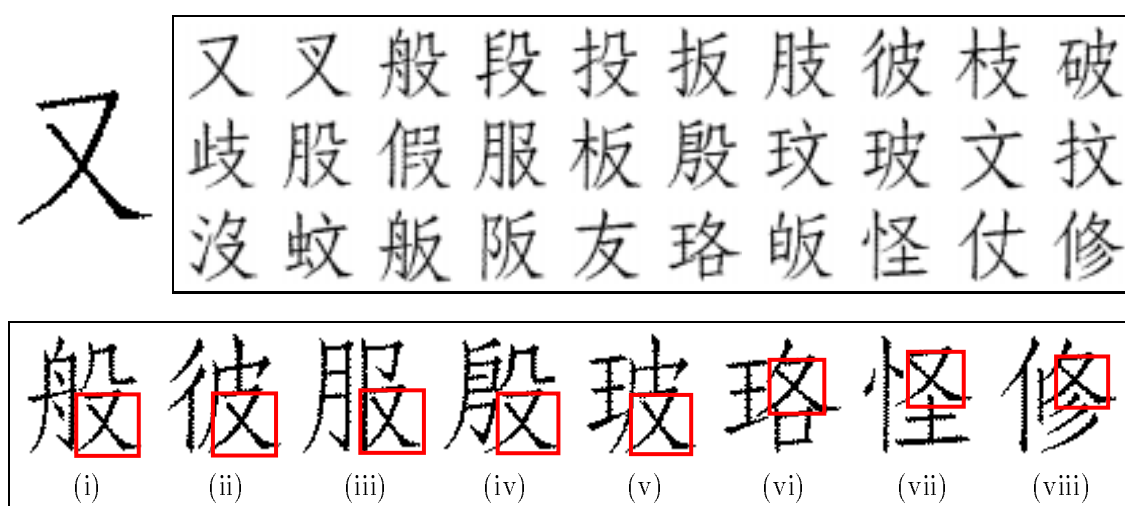 又
又 叉 般 段 投 扳 肢 彼 枝 破
歧 股 假 服 板 殷 玟 玻 文 抆
沒 蚊 舨 阪 友 珞 皈 怪 仗 修
般 彼 服 殷 玻 珞 怪 修
(i) (ii) (iii) (iv) (v) (vi) (vii) (viii)